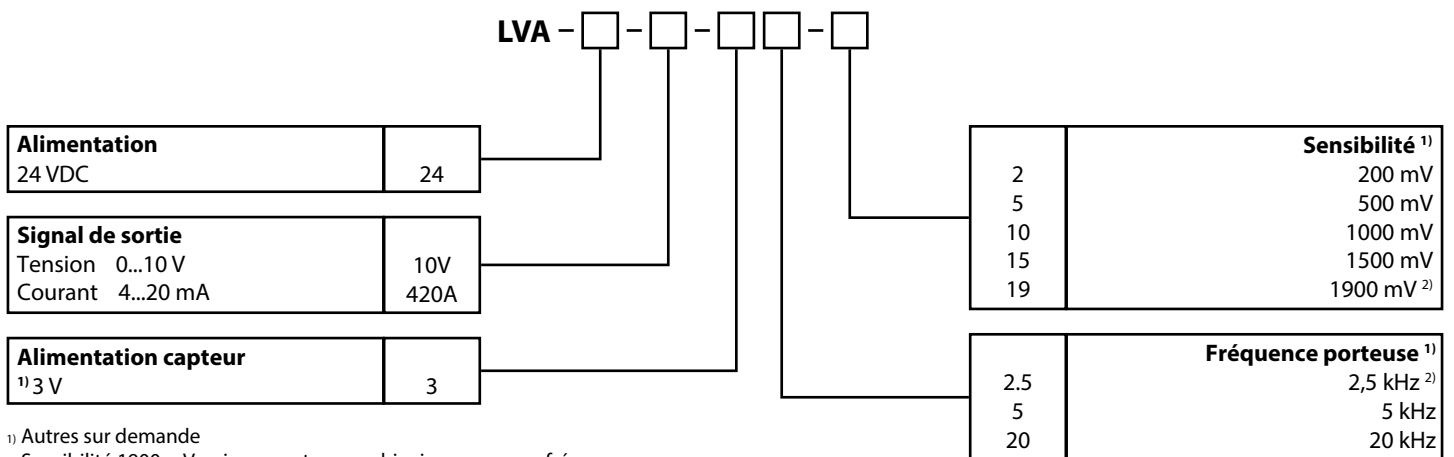 LVA – – – –
Alimentation
24 VDC 24
Signal de sortie
Tension 0...10 V 10V
Courant 4...20 mA 420A
Alimentation capteur
1) 3 V 3
Sensibilité 1)
2 200 mV
5 500 mV
10 1000 mV
15 1500 mV
19 1900 mV 2)
Fréquence porteuse 1)
2.5 2,5 kHz 2)
5 5 kHz
20 20 kHz
1) Autres sur demande